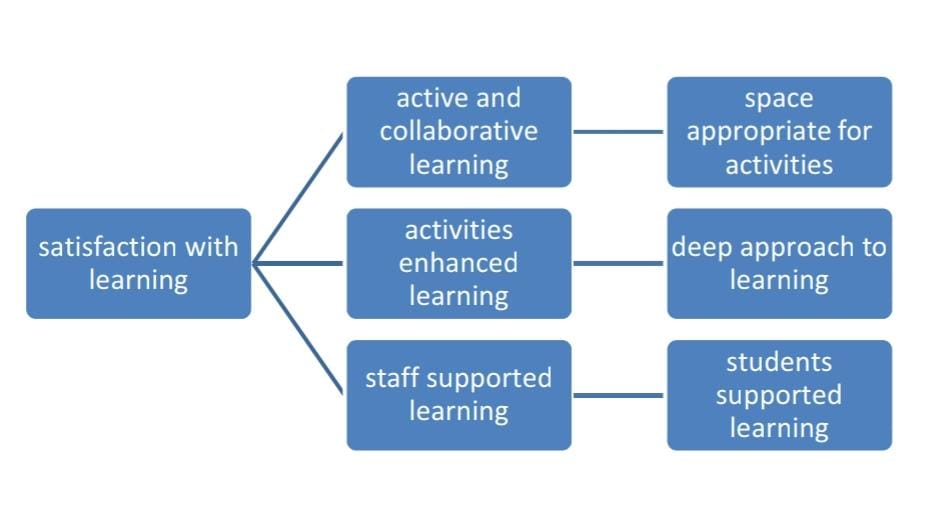 satisfaction with
learning
active and
collaborative
learning
space
appropriate for
activities
activities
enhanced
learning
deep approach to
learning
staff supported
learning
students
supported
learning